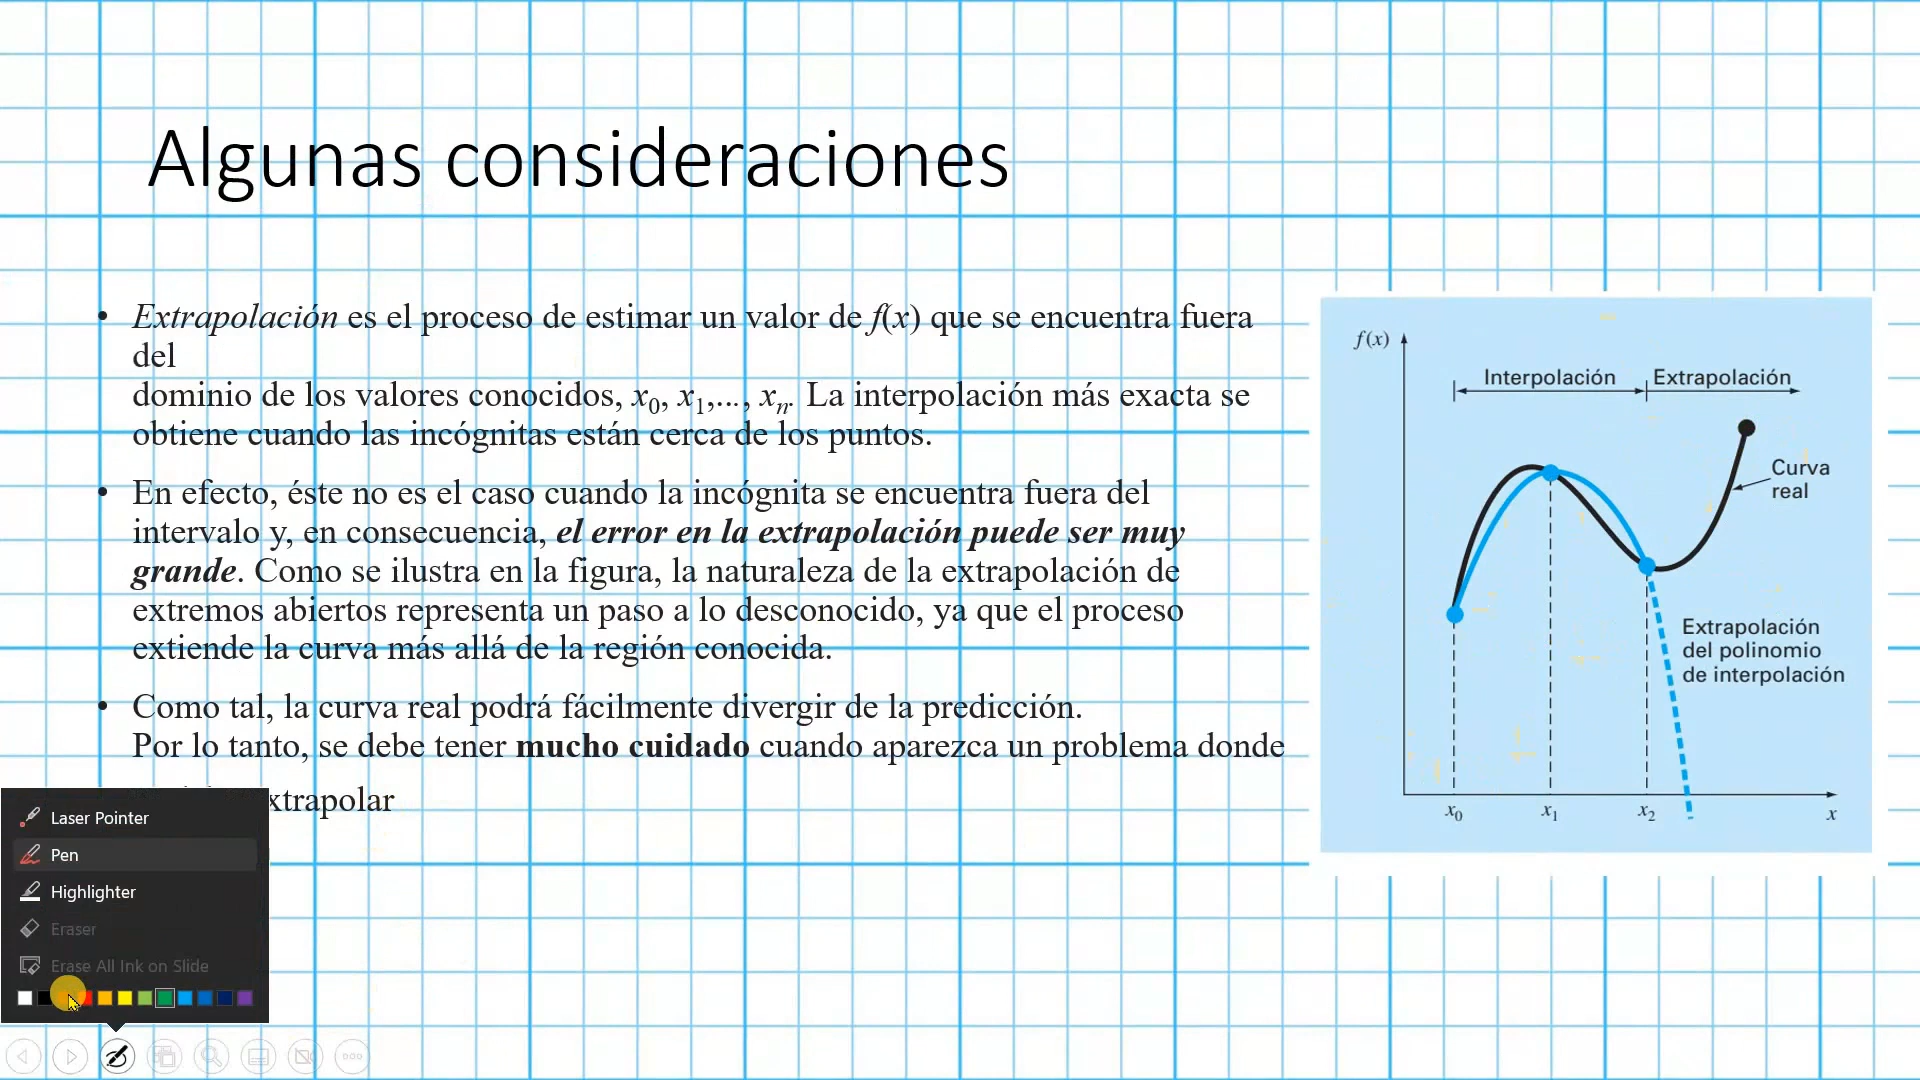 Algunas consideraciones
• Extrapolación es el proceso de estimar un valor de f(x) que se encuentra fuera
del
dominio de los valores conocidos, x0, x1,..., xn. La interpolación más exacta se
obtiene cuando las incógnitas están cerca de los puntos.
• En efecto, éste no es el caso cuando la incógnita se encuentra fuera del
intervalo y, en consecuencia, el error en la extrapolación puede ser muy
grande. Como se ilustra en la figura, la naturaleza de la extrapolación de
extremos abiertos representa un paso a lo desconocido, ya que el proceso
extiende la curva más allá de la región conocida.
• Como tal, la curva real podrá fácilmente divergir de la predicción.
Por lo tanto, se debe tener mucho cuidado cuando aparezca un problema donde
xtrapolar
f(x)
Interpolación
Extrapolación
Curva
real
Extrapolación
del polinomio
de interpolación
x0
x1
x2
x
Laser Pointer
Pen
Highlighter
Eraser
Erase All Ink on Slide